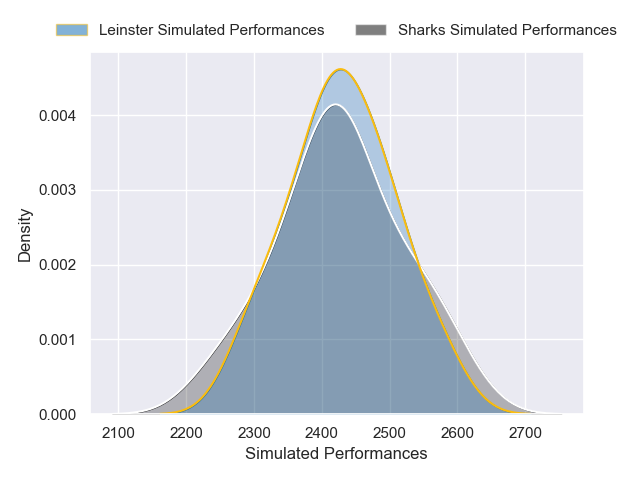 Leinster Simulated Performances
Sharks Simulated Performances
Density
0.004
0.003
0.002
0.001
0.000
2100 2200 2300 2400 2500 2600 2700
Simulated Performances